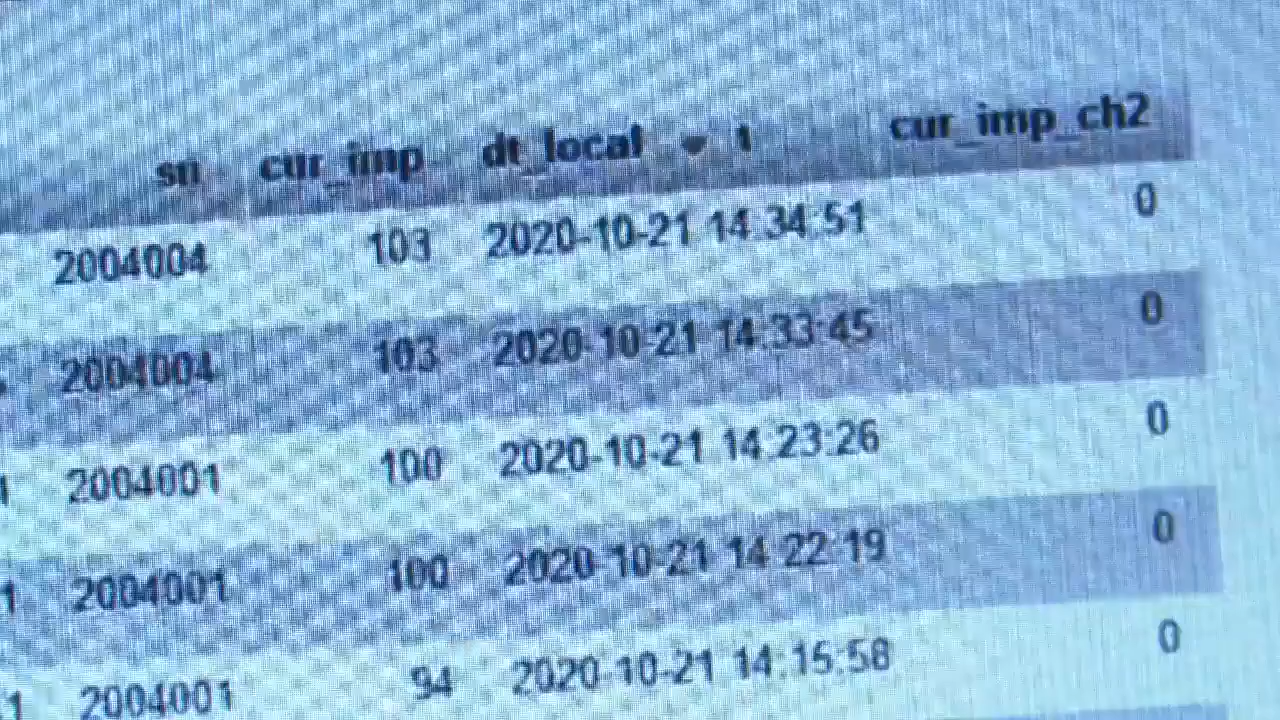 sn cur_imp dt_local ▼ 1 cur_imp_ch2
2004004 103 2020-10-21 14:34:51 0
2004004 103 2020-10-21 14:33:45 0
2004001 100 2020-10-21 14:23:26 0
1 2004001 100 2020-10-21 14:22:19 0
1 2004001 94 2020-10-21 14:15:58 0